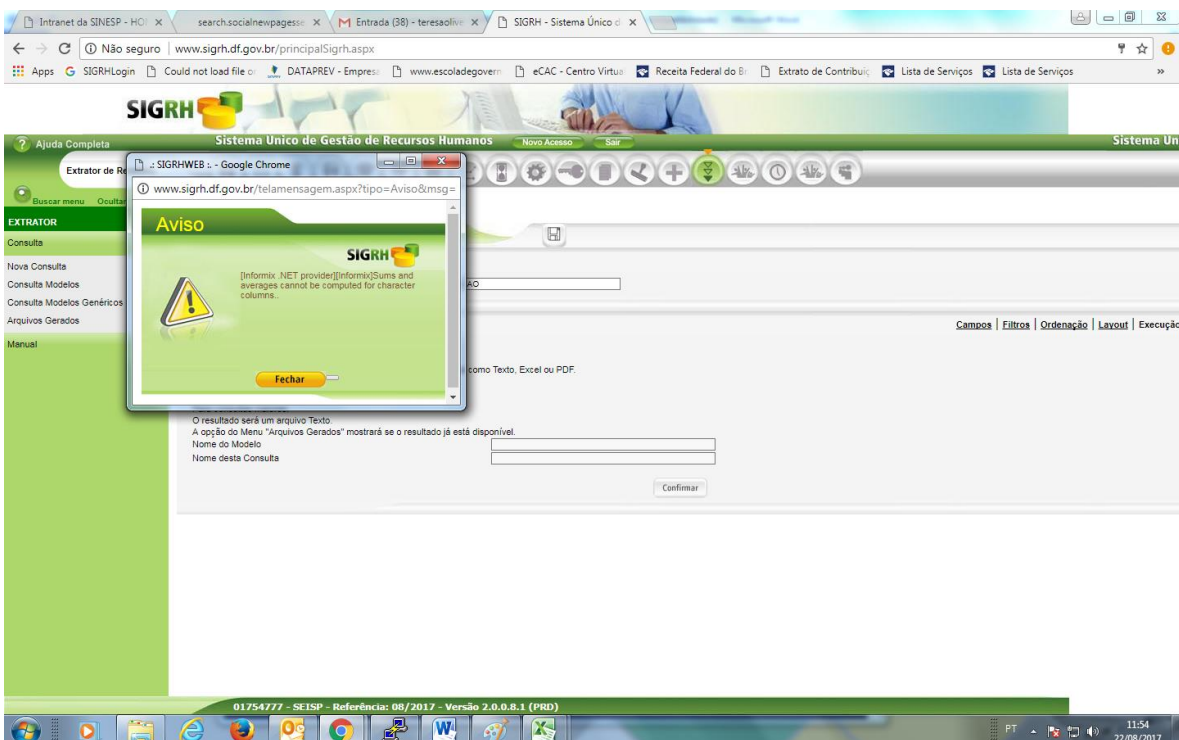 Intranet da SINESP - HO
search.socialnewpagesse
Entrada (38) - teresaolive
SIGRH - Sistema Único d
Não seguro
www.sigrh.df.gov.br/principalSigrh.aspx
Apps
SIGRHLogin
Could not load file o
DATAPREV - Empresa
www.escoladegovern
eCAC - Centro Virtua
Receita Federal do B
Extrato de Contribuiç
Lista de Serviços
Lista de Serviços
»
SIGRH
Ajuda Completa
Sistema Unico de Gestão de Recursos Humanos
Novo Acesso
Sair
Sistema Un
Extrator de Re
Buscar menu
Ocultar
EXTRATOR
Consulta
Nova Consulta
Consulta Modelos
Consulta Modelos Genéricos
Arquivos Gerados
Manual
.: SIGRHWEB :. - Google Chrome
www.sigrh.df.gov.br/telamensagem.aspx?tipo=Aviso&msg=
Aviso
SIGRH
[Informix .NET provider][Informix]Sums and
averages cannot be computed for character
columns..
Fechar
AO
Campos | Filtros | Ordenação | Layout | Execução
como Texto, Excel ou PDF.
O resultado será um arquivo Texto.
A opção do Menu "Arquivos Gerados" mostrará se o resultado já está disponível.
Nome do Modelo
Nome desta Consulta
Confirmar
01754777 - SEISP - Referência: 08/2017 - Versão 2.0.0.8.1 (PRD)
PT
11:54
22/08/2017